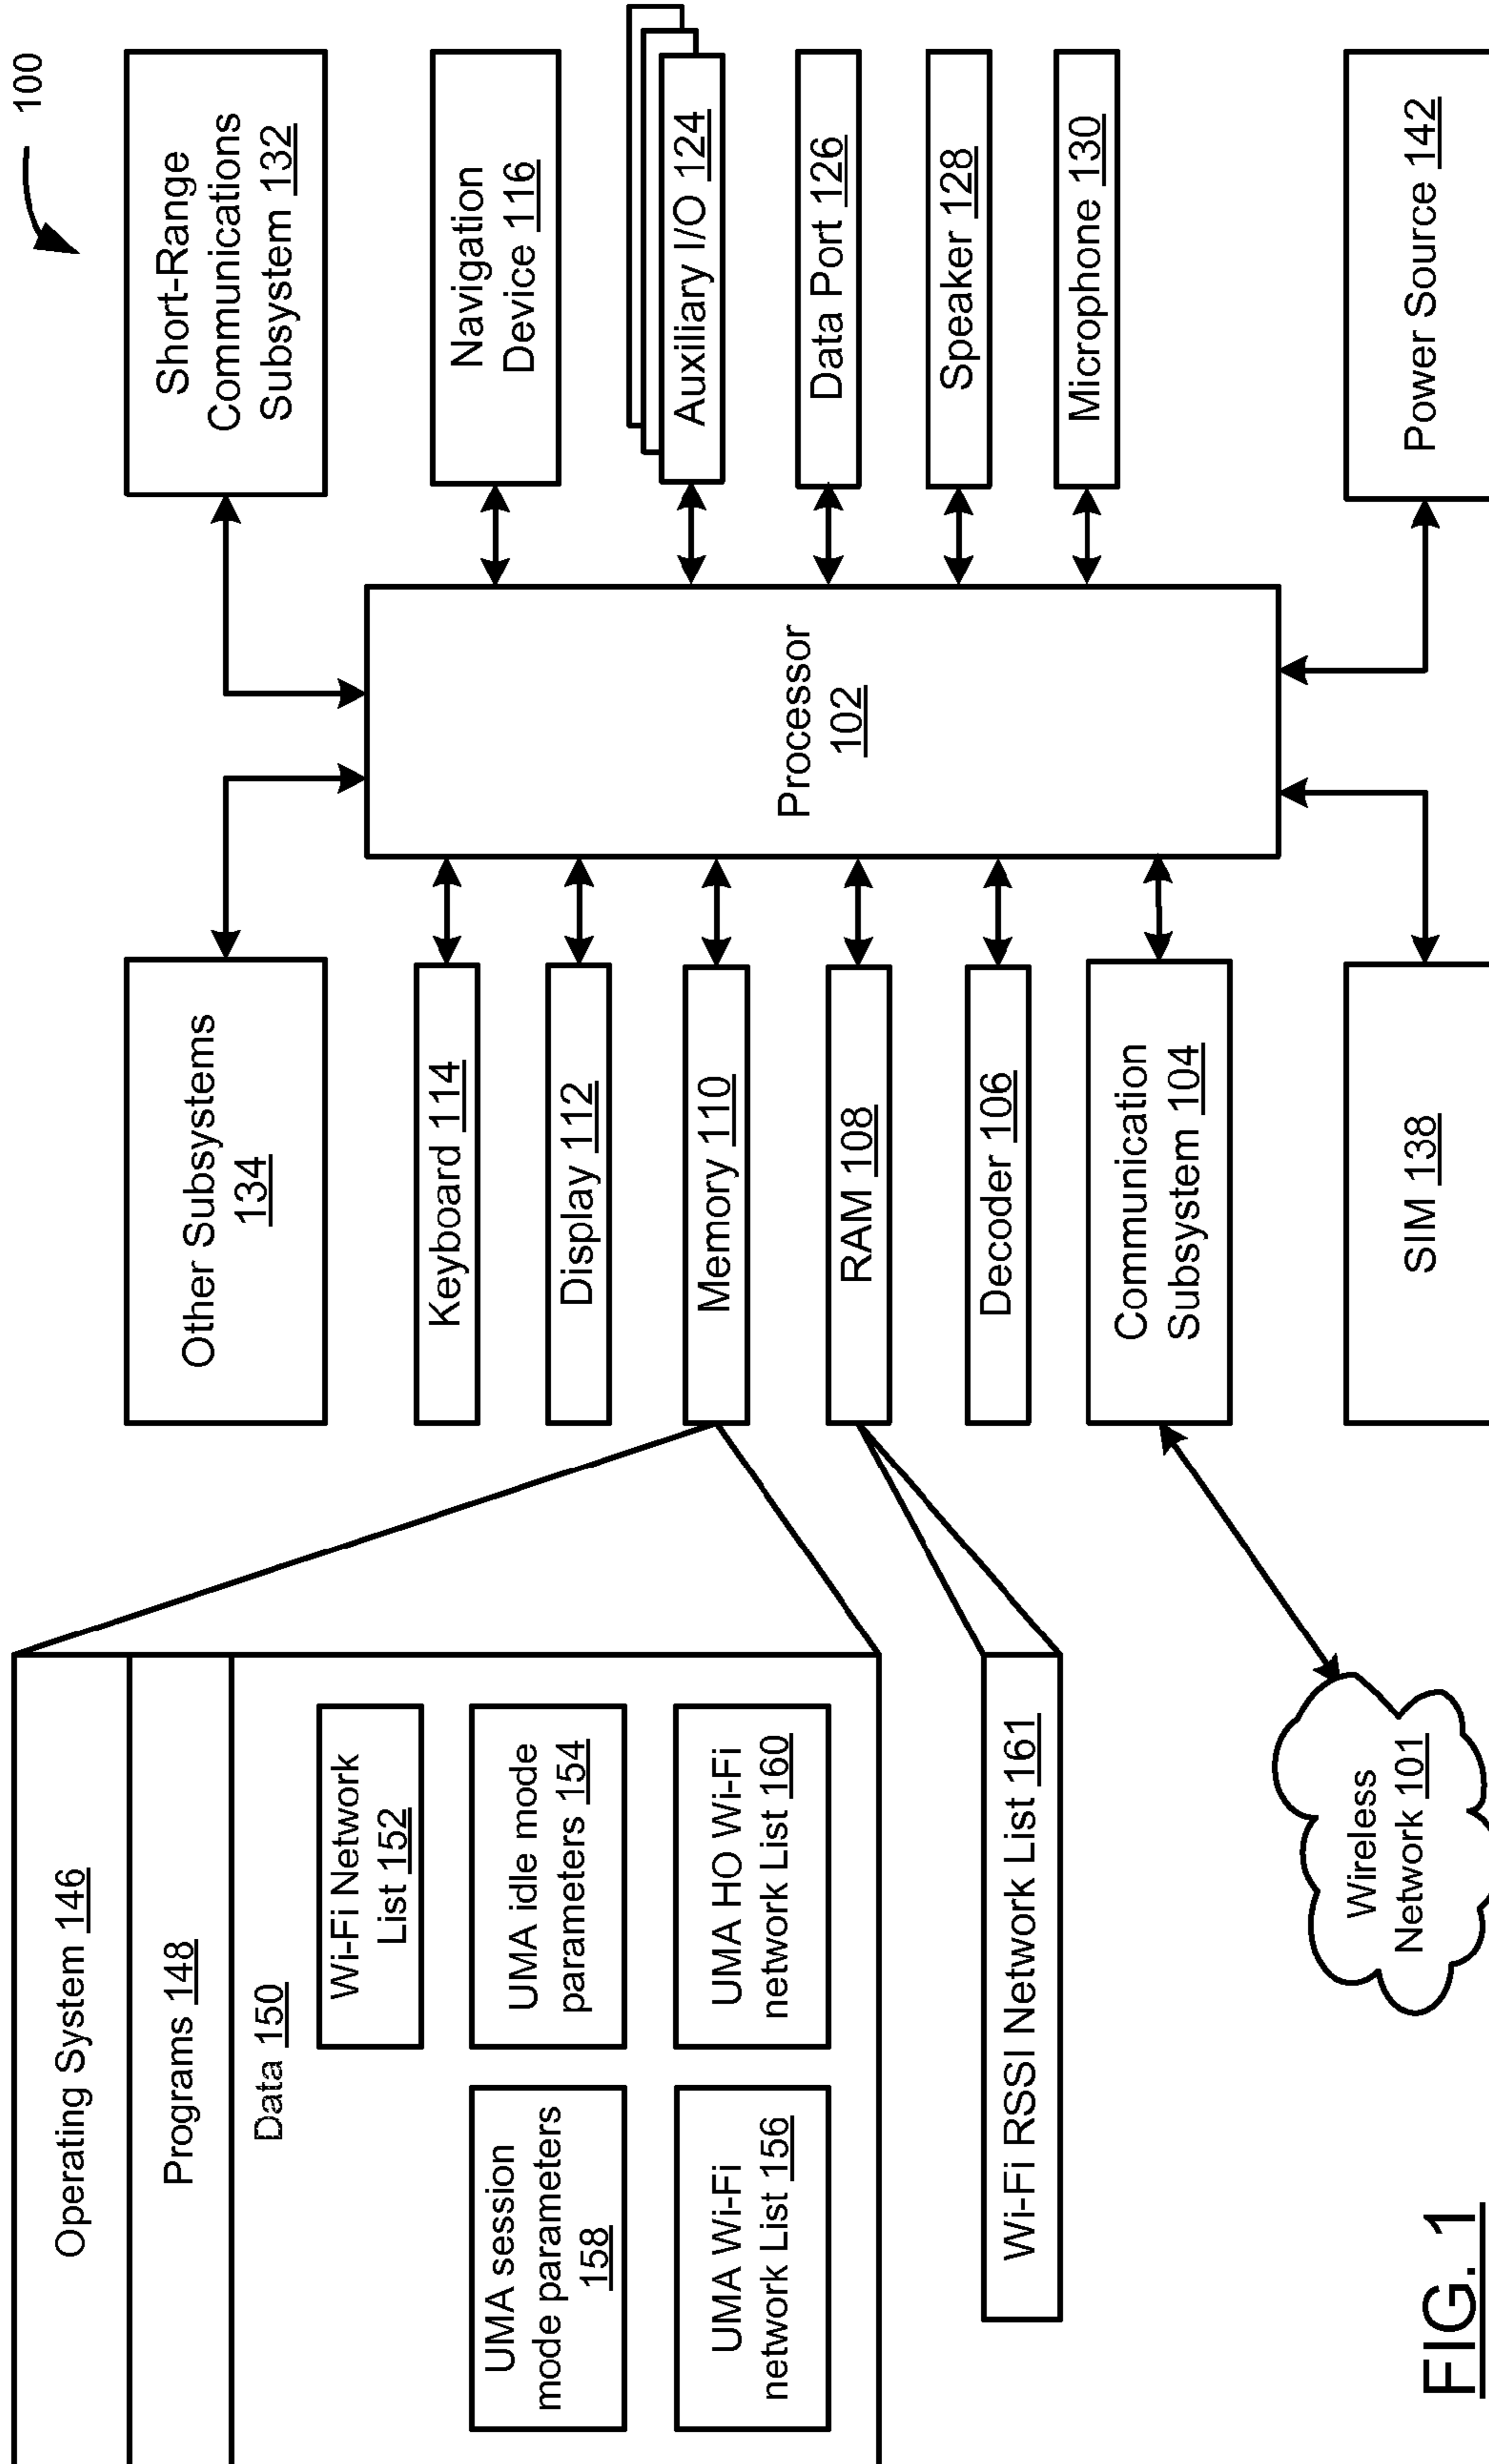 100
Operating System 146
Programs 148
Data 150
Wi-Fi Network
List 152
UMA session
mode parameters
158
UMA idle mode
parameters 154
UMA Wi-Fi
network List 156
UMA HO Wi-Fi
network List 160
Wi-Fi RSSI Network List 161
Wireless
Network 101
Other Subsystems
134
Keyboard 114
Display 112
Memory 110
RAM 108
Decoder 106
Communication
Subsystem 104
SIM 138
Processor
102
Short-Range
Communications
Subsystem 132
Navigation
Device 116
Auxiliary I/O 124
Data Port 126
Speaker 128
Microphone 130
Power Source 142
FIG. 1